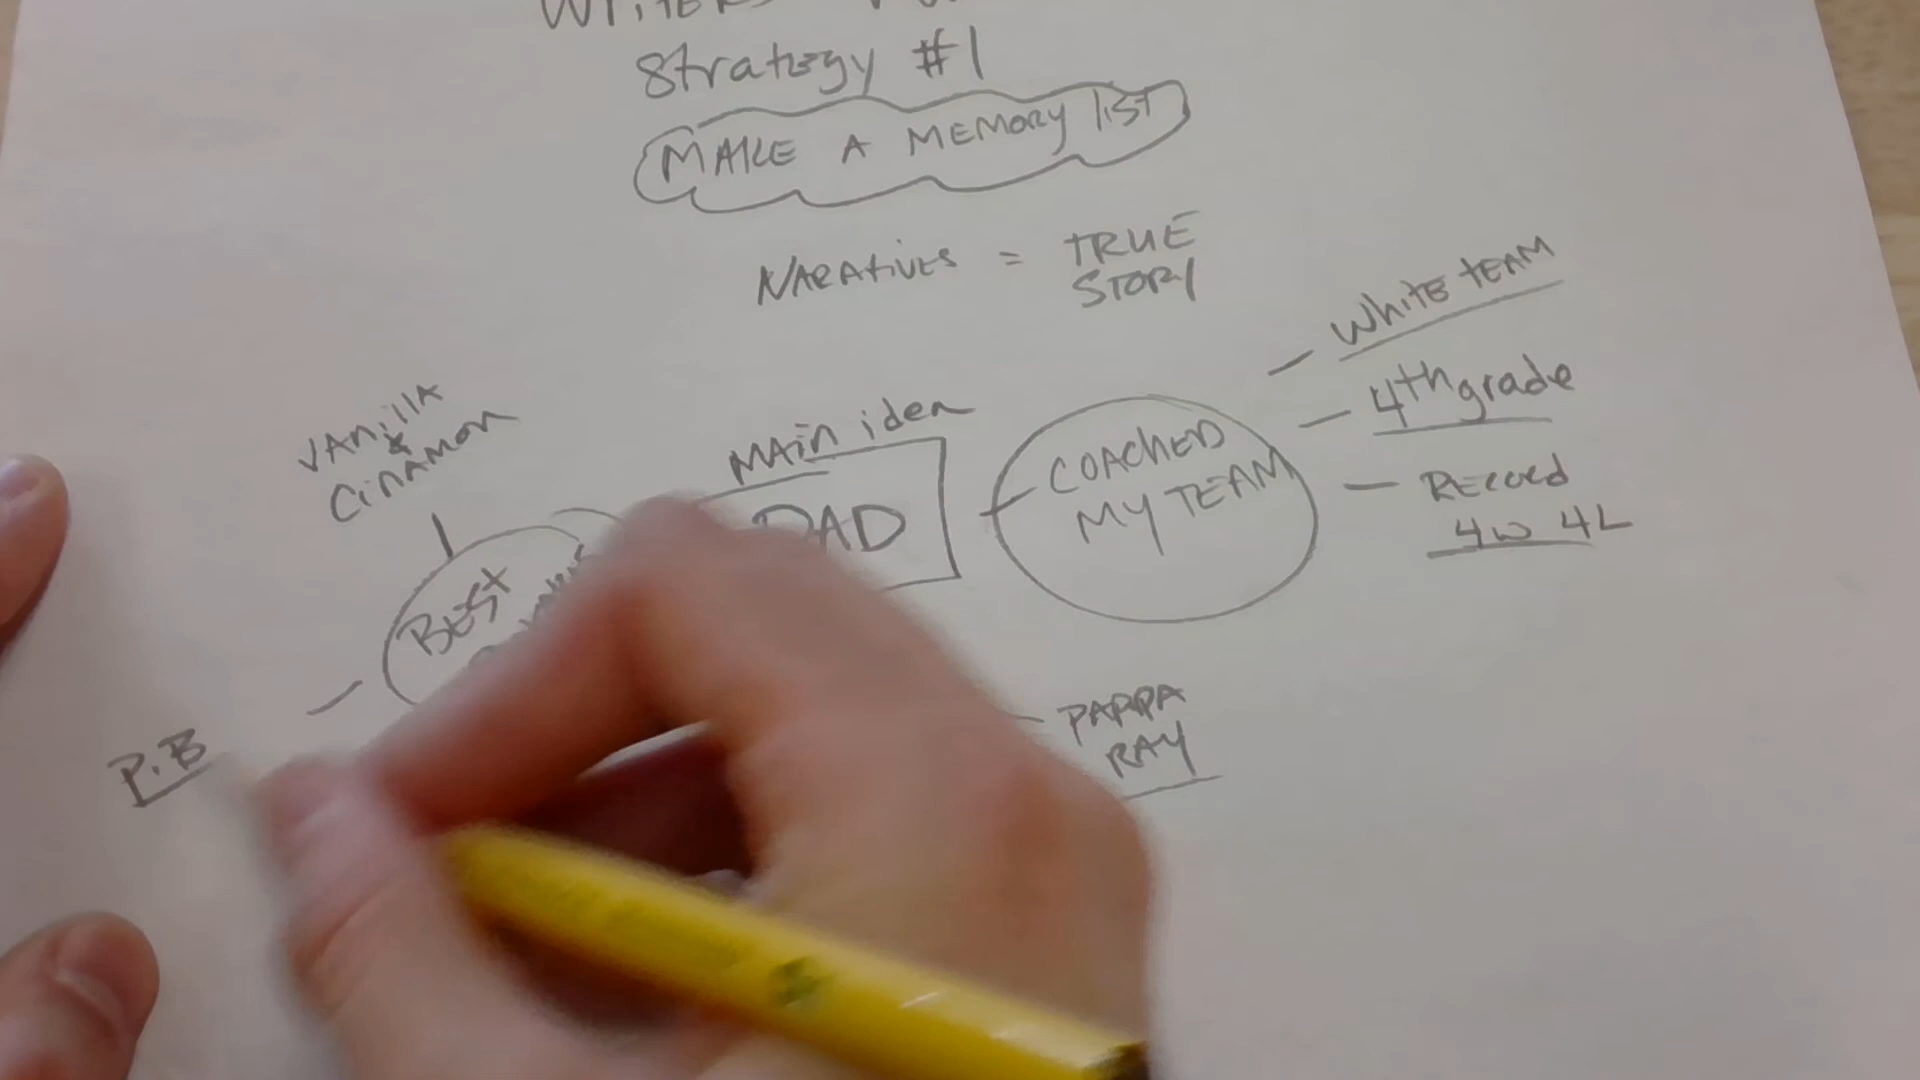 Strategy #1
MAKE A MEMORY LIST
NARATIVES = TRUE
STORY
White team
4th grade
Record
4W 4L
VANillA
&
CiNAMON
MAiN idea
DAD
COACHED
MY TEAM
BEST
P.B
PAPPA
RAY